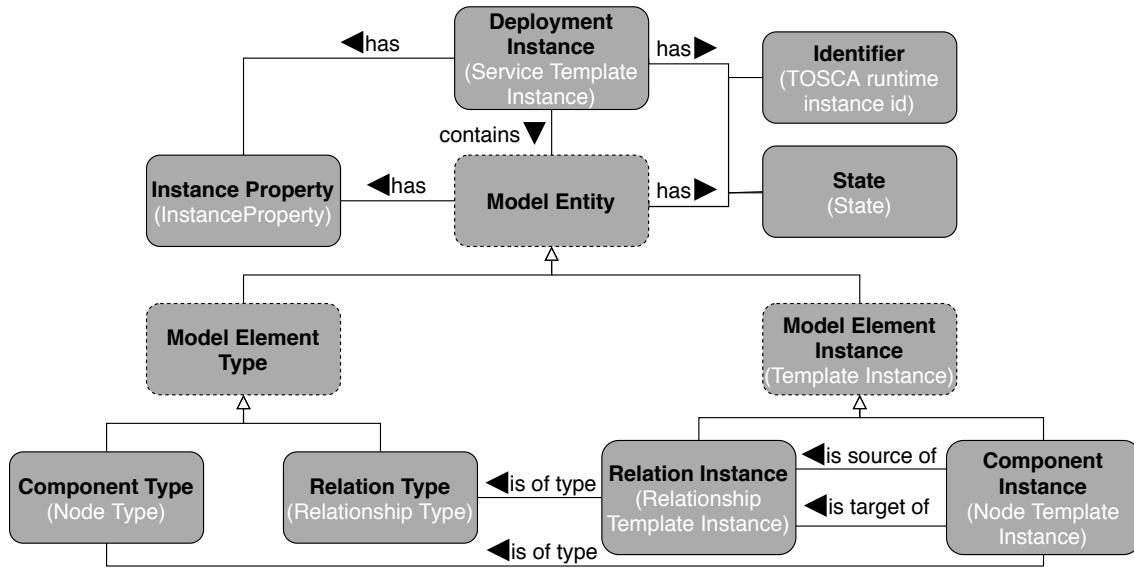 Deployment
Instance
(Service Template
Instance)
has
has
Identifier
(TOSCA runtime
instance id)
contains
Instance Property
(InstanceProperty)
has
Model Entity
has
State
(State)
Model Element
Type
Model Element
Instance
(Template Instance)
Component Type
(Node Type)
Relation Type
(Relationship Type)
is of type
Relation Instance
(Relationship
Template Instance)
is source of
is target of
Component
Instance
(Node Template
Instance)
is of type